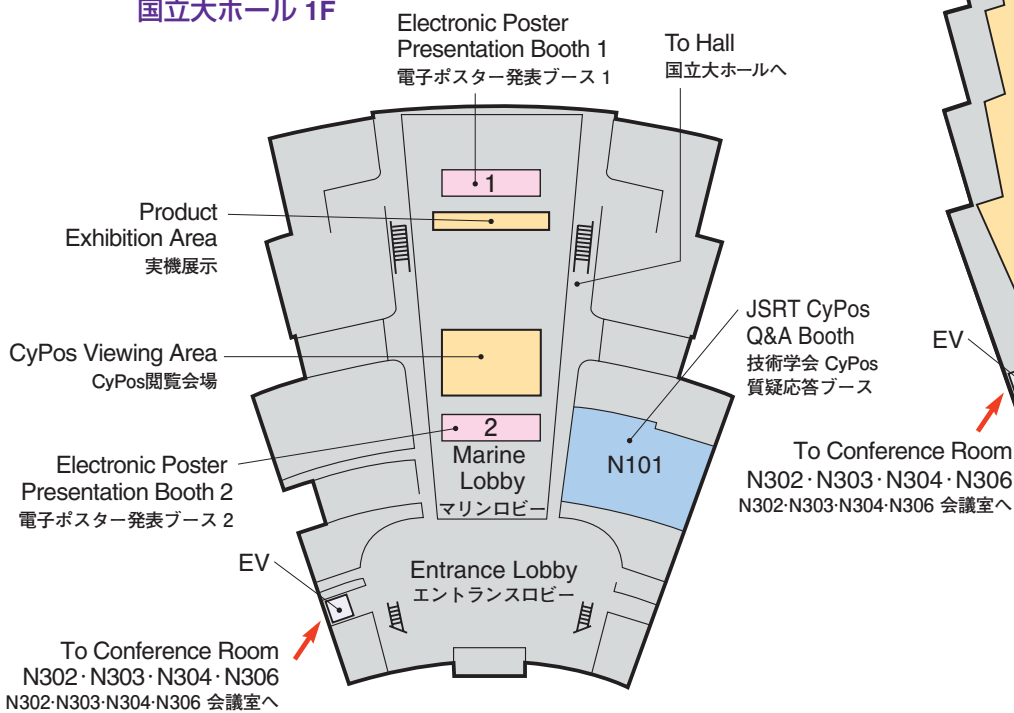 国立大ホール 1F
Electronic Poster
Presentation Booth 1
電子ポスター発表ブース 1
To Hall
国立大ホールへ
1
Product
Exhibition Area
実機展示
JSRT CyPos
Q&A Booth
技術学会 CyPos
質疑応答ブース
EV
CyPos Viewing Area
CyPos閲覧会場
2
Marine
Lobby
マリンロビー
N101
Electronic Poster
Presentation Booth 2
電子ポスター発表ブース 2
To Conference Room
N302・N303・N304・N306
N302・N303・N304・N306 会議室へ
EV
Entrance Lobby
エントランスロビー
To Conference Room
N302・N303・N304・N306
N302・N303・N304・N306 会議室へ